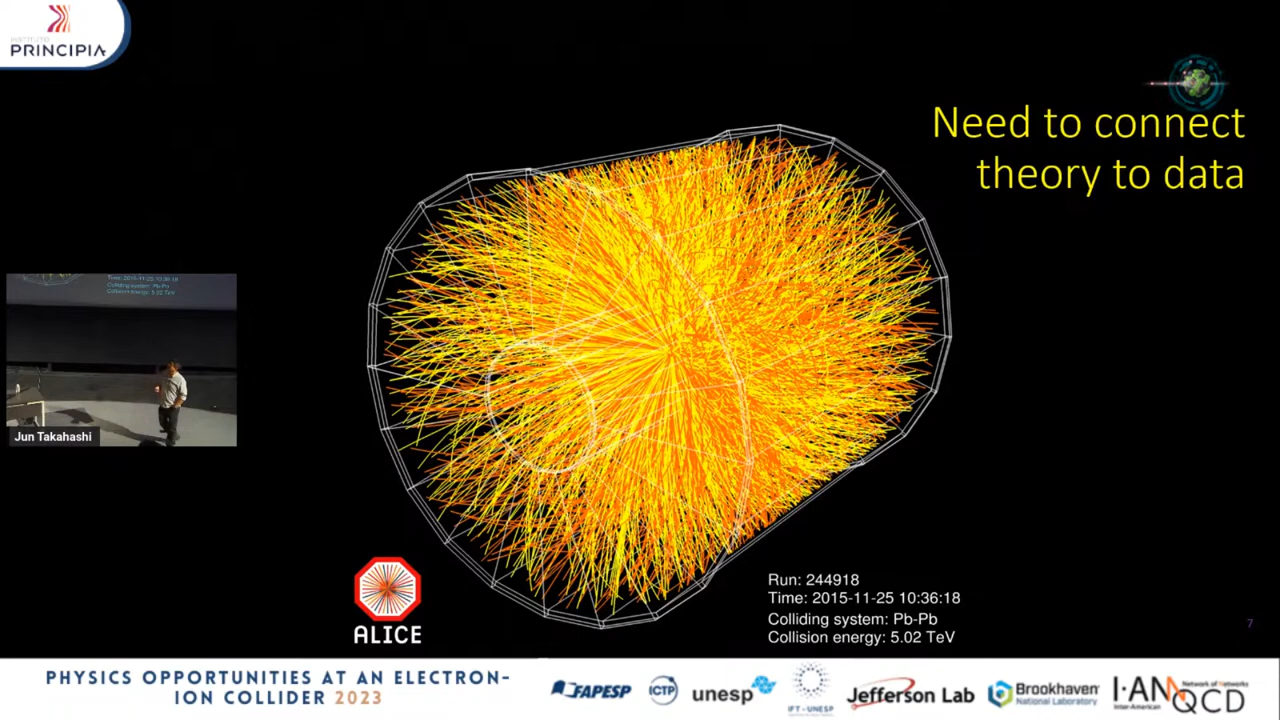 INSTITUTO
PRINCIPIA
Need to connect
theory to data
Time: 2015-11-25 10:36:18
Colliding system: Pb-Pb
Collision energy: 5.02 TeV
Jun Takahashi
ALICE
Run: 244918
Time: 2015-11-25 10:36:18
Colliding system: Pb-Pb
Collision energy: 5.02 TeV
7
PHYSICS OPPORTUNITIES AT AN ELECTRON-
ION COLLIDER 2023
FAPESP
ICTP
unesp
IFT - UNESP
Jefferson Lab
Brookhaven
National Laboratory
I·ANQCD
Inter-American
Network of Networks